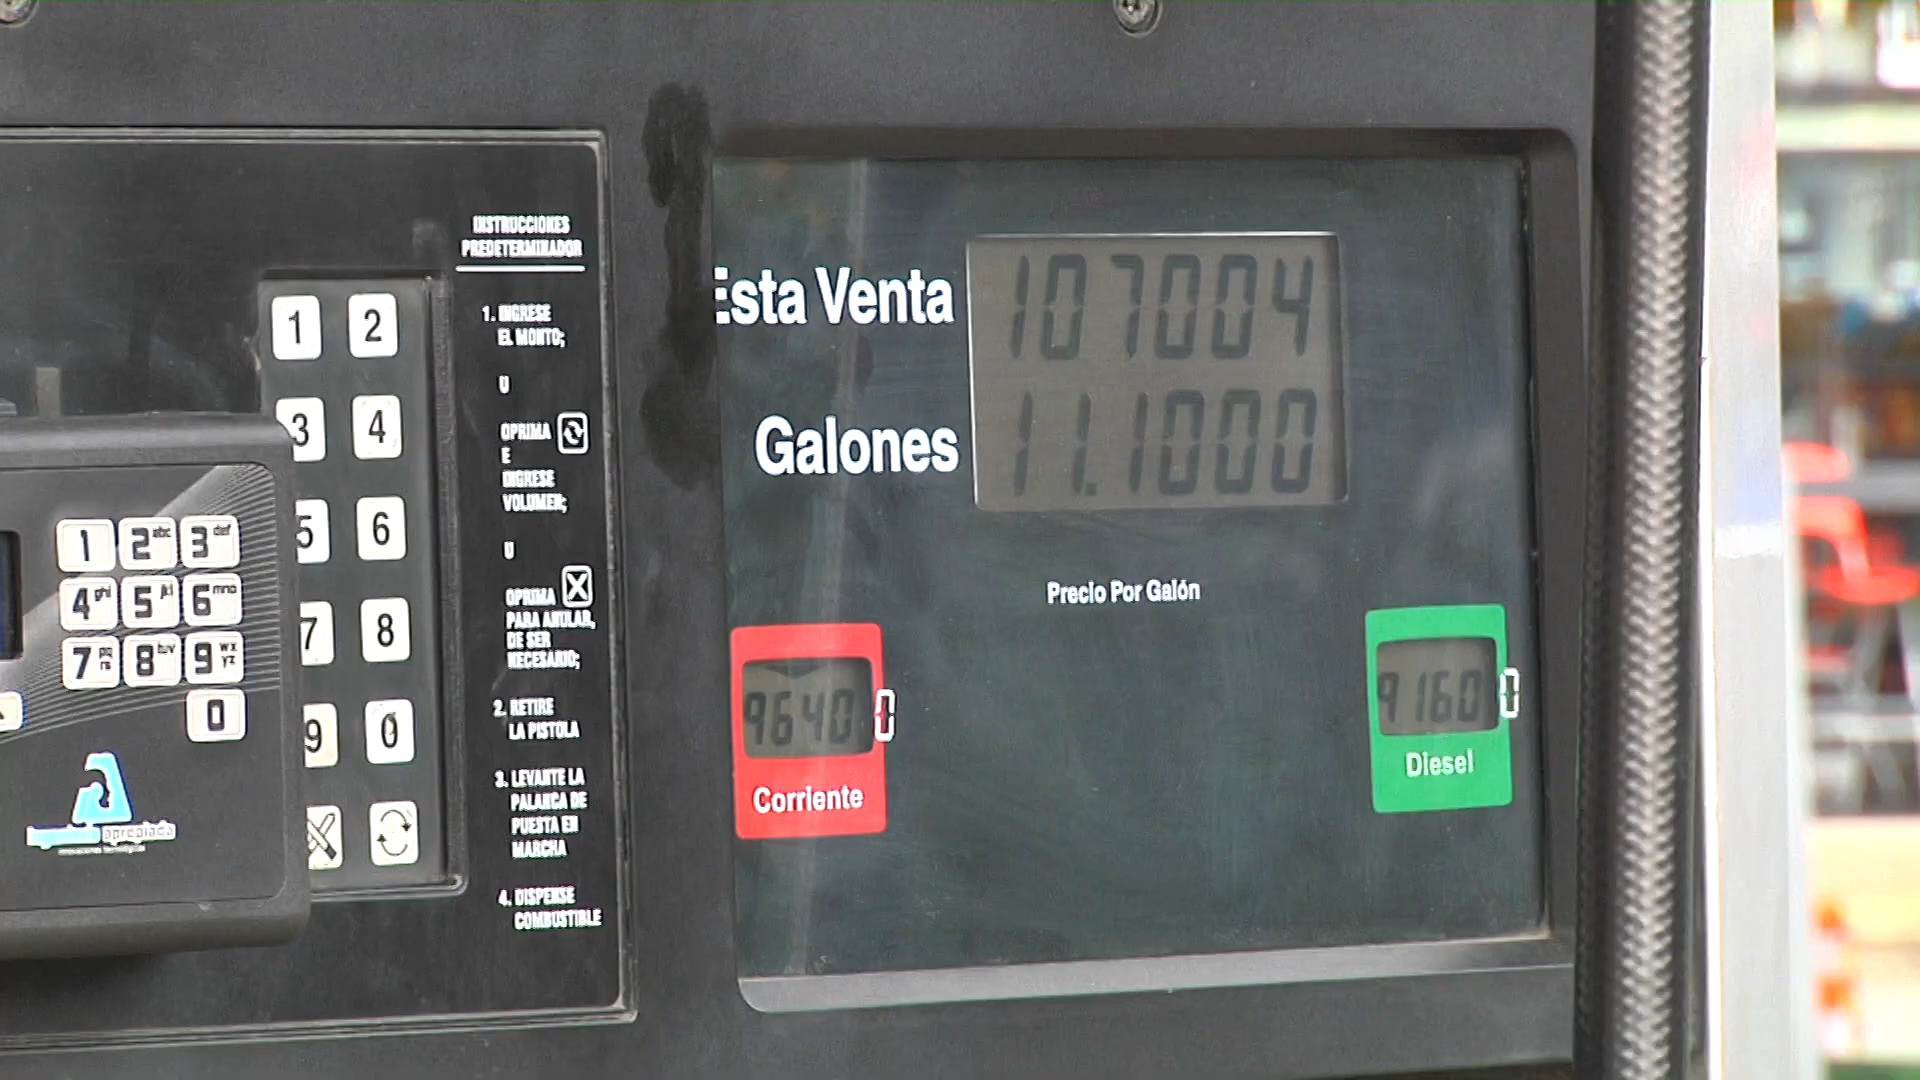 INSTRUCCIONES
PREDETERMINADOR
1. INGRESE
EL MONTO;
U
OPRIMA
E
INGRESE
VOLUMEN;
U
OPRIMA
PARA ANULAR,
DE SER
NECESARIO;
2. RETIRE
LA PISTOLA
3. LEVANTE LA
PALANCA DE
PUESTA EN
MARCHA
4. DISPENSE
COMBUSTIBLE
1 2
3 4
5 6
7 8
9 0
1 2abc 3def
4ghi 5jkl 6mno
7pqrs 8tuv 9wxyz
0
apropiada
Esta Venta 107004
Galones 11.1000
Precio Por Galón
9640 0
Corriente
9160 0
Diesel